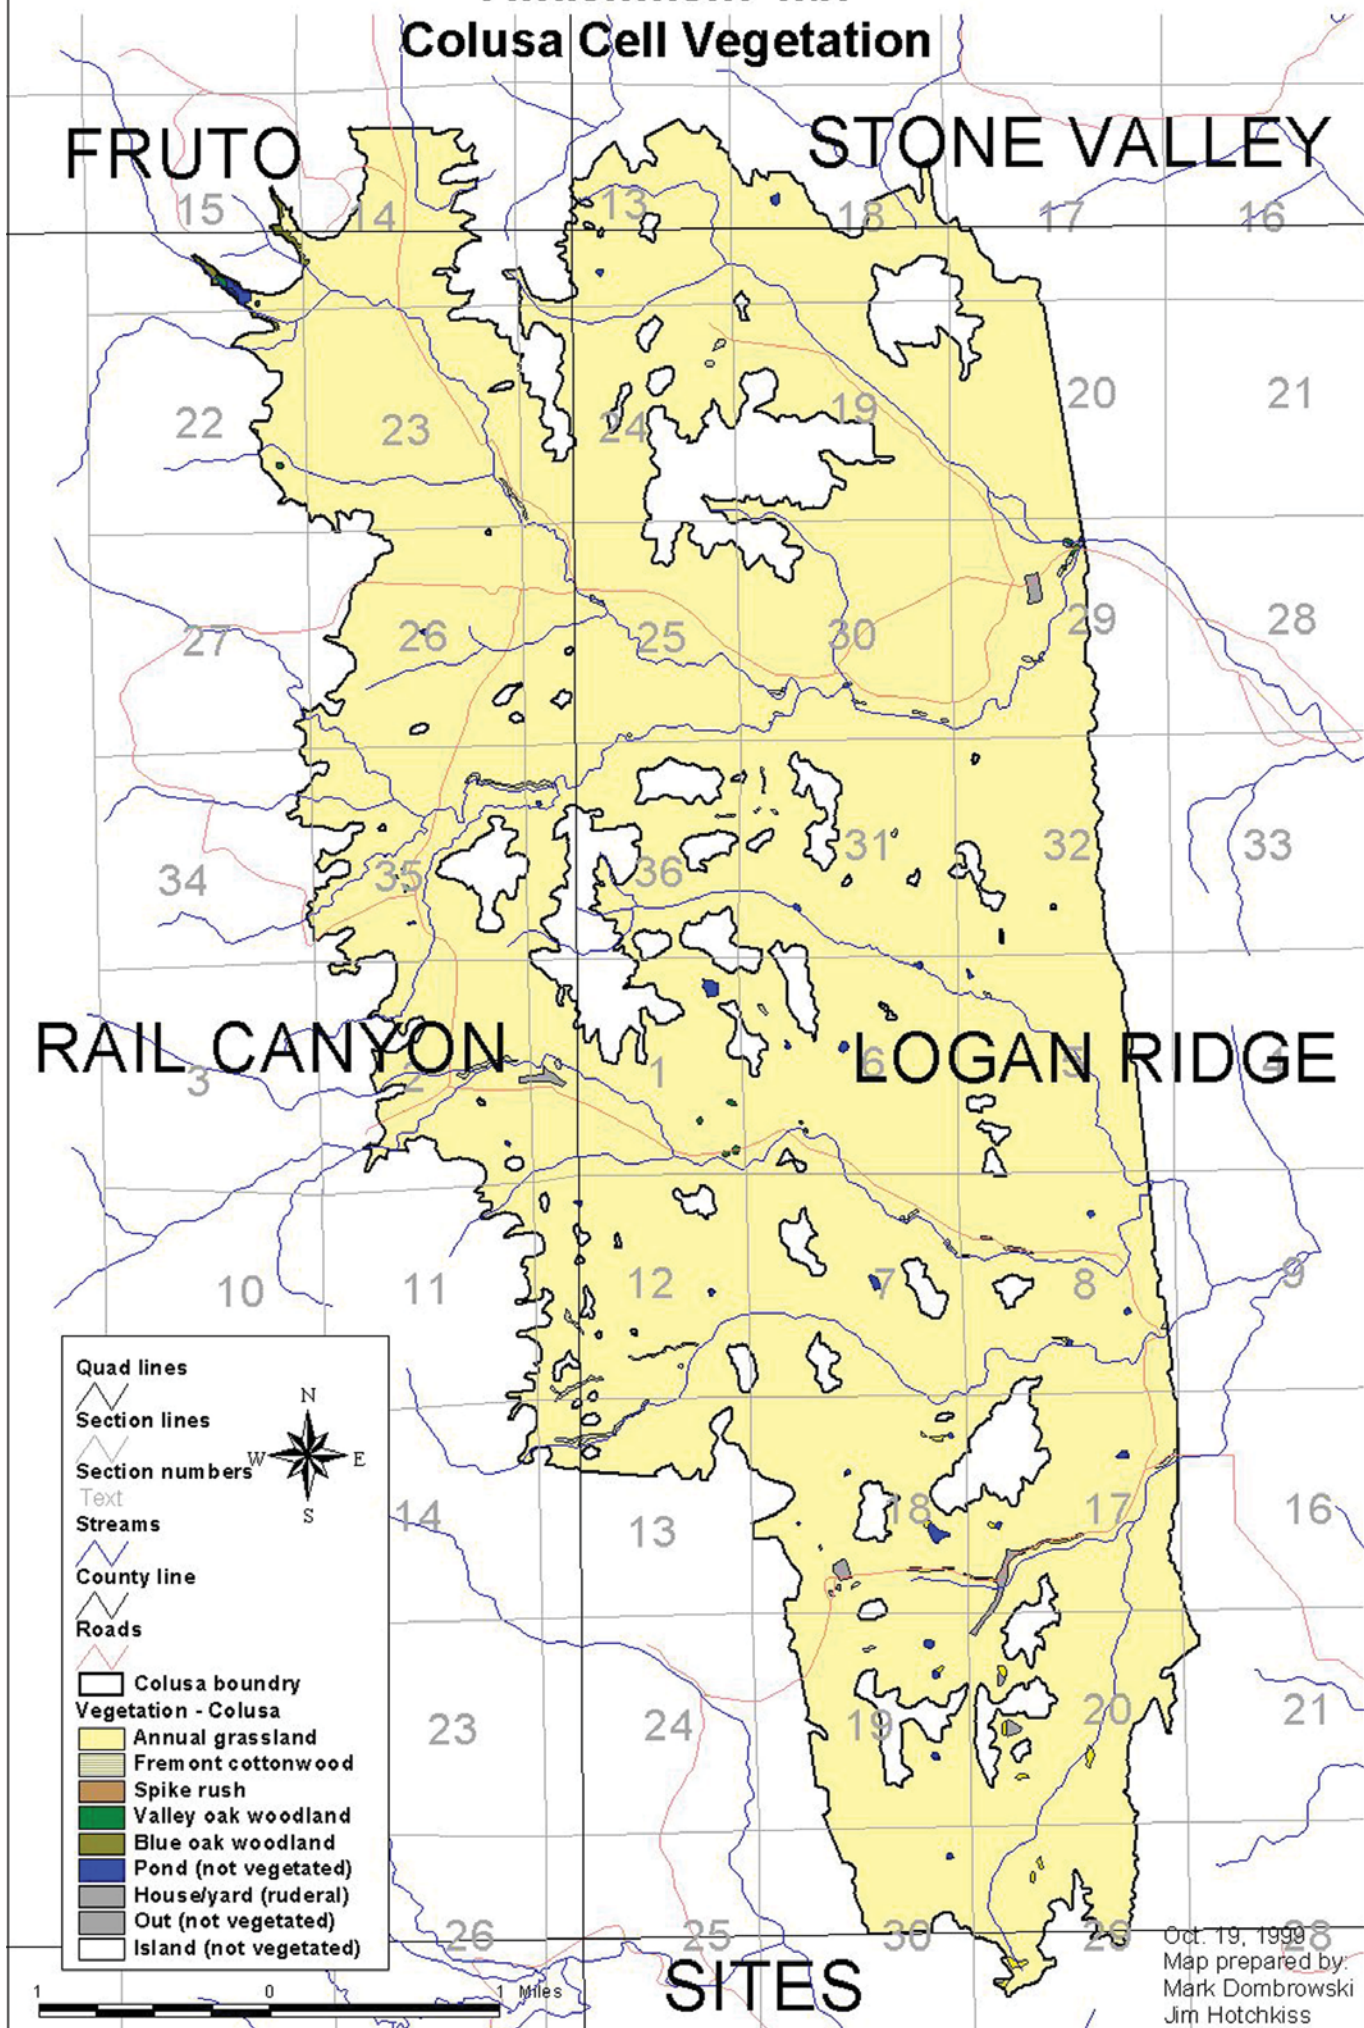 Colusa Cell Vegetation
FRUTO
STONE VALLEY
15
14
13
18
17
16
22
23
24
19
20
21
27
26
25
30
29
28
34
35
36
31
32
33
RAIL CANYON
LOGAN RIDGE
3
2
1
6
5
4
10
11
12
7
8
9
14
13
18
17
16
23
24
19
20
21
26
25
30
29
28
SITES
Quad lines
Section lines
Section numbers
Text
Streams
County line
Roads
Colusa boundry
Vegetation - Colusa
Annual grassland
Fremont cottonwood
Spike rush
Valley oak woodland
Blue oak woodland
Pond (not vegetated)
House/yard (ruderal)
Out (not vegetated)
Island (not vegetated)
N
W E
S
1 0 1 Miles
Oct. 19, 1999
Map prepared by:
Mark Dombrowski
Jim Hotchkiss